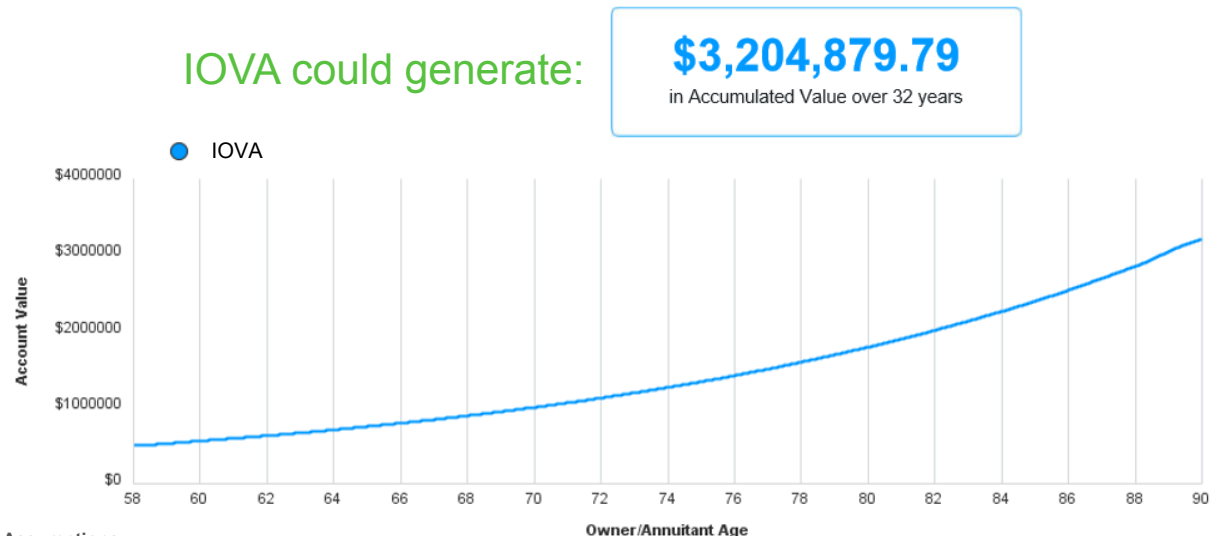 IOVA could generate:
$3,204,879.79
in Accumulated Value over 32 years
IOVA
$4000000
$3000000
$2000000
$1000000
$0
Account Value
58 60 62 64 66 68 70 72 74 76 78 80 82 84 86 88 90
Owner/Annuitant Age